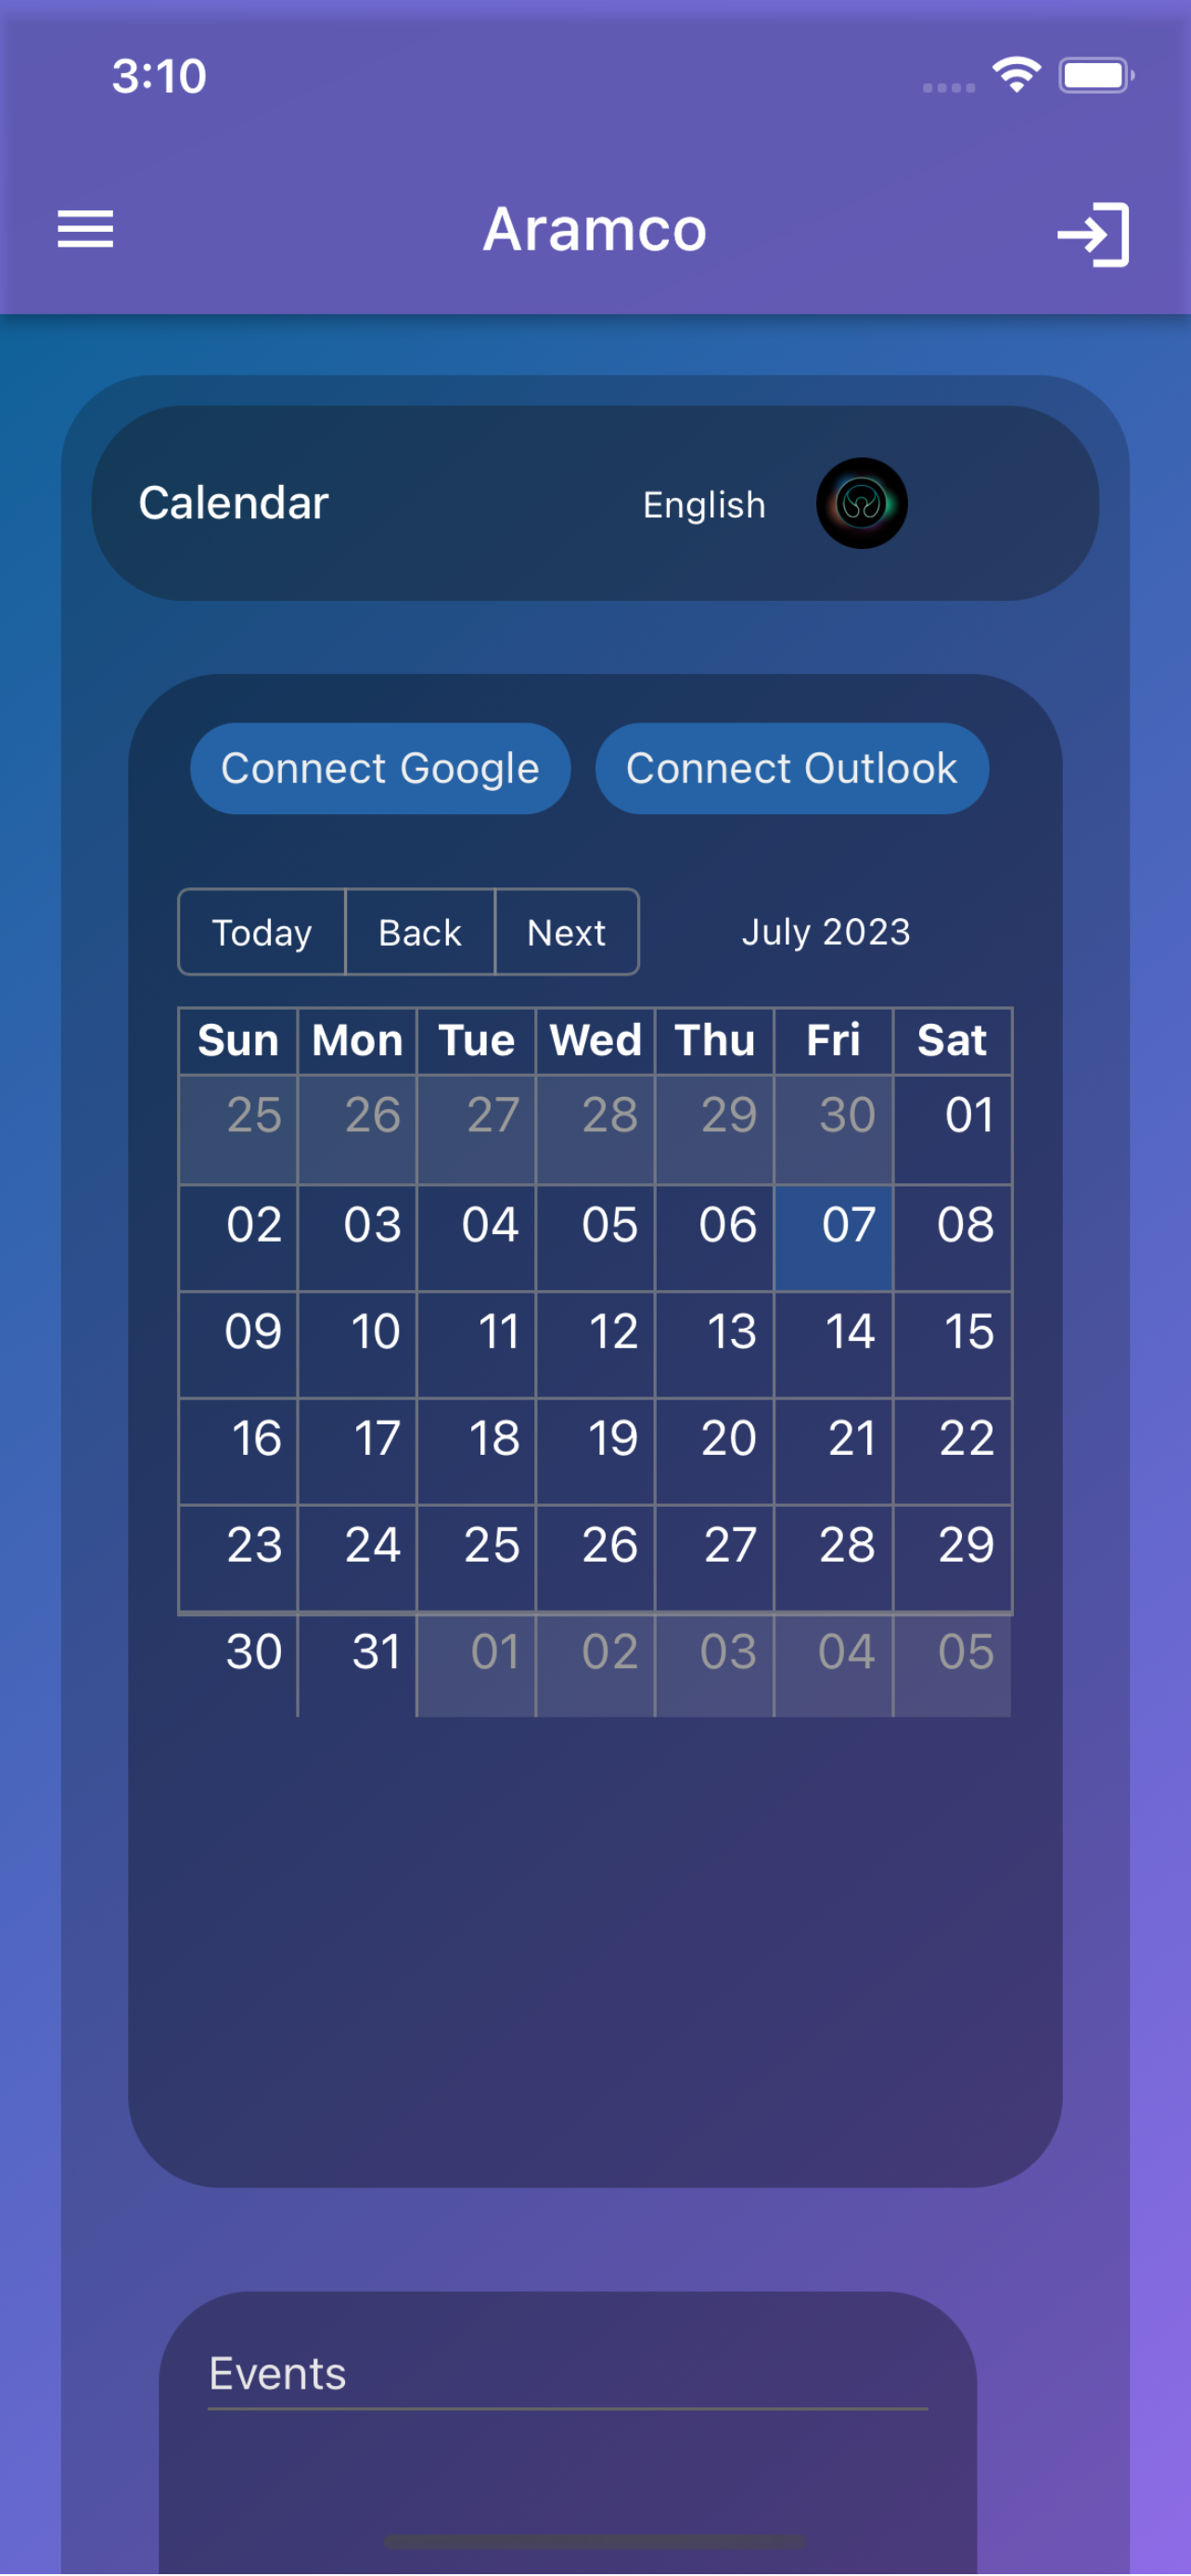 3:10
Aramco
Calendar English
Connect Google Connect Outlook
Today Back Next July 2023
Sun Mon Tue Wed Thu Fri Sat
25 26 27 28 29 30 01
02 03 04 05 06 07 08
09 10 11 12 13 14 15
16 17 18 19 20 21 22
23 24 25 26 27 28 29
30 31 01 02 03 04 05
Events